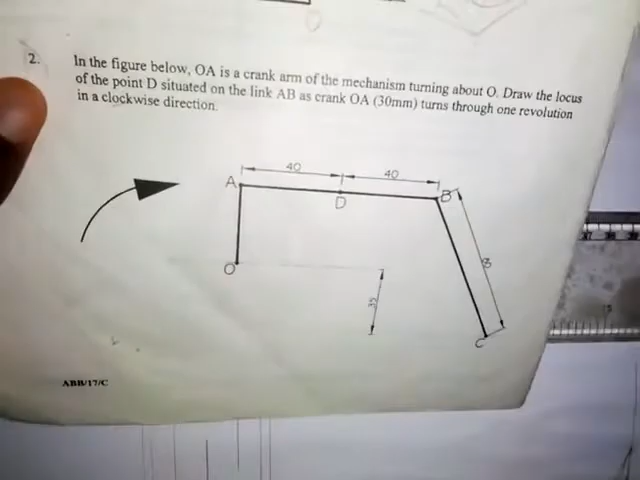 2.
In the figure below, OA is a crank arm of the mechanism turning about O. Draw the locus
of the point D situated on the link AB as crank OA (30mm) turns through one revolution
in a clockwise direction.
40
40
A
B
D
O
C
ABB/17/C